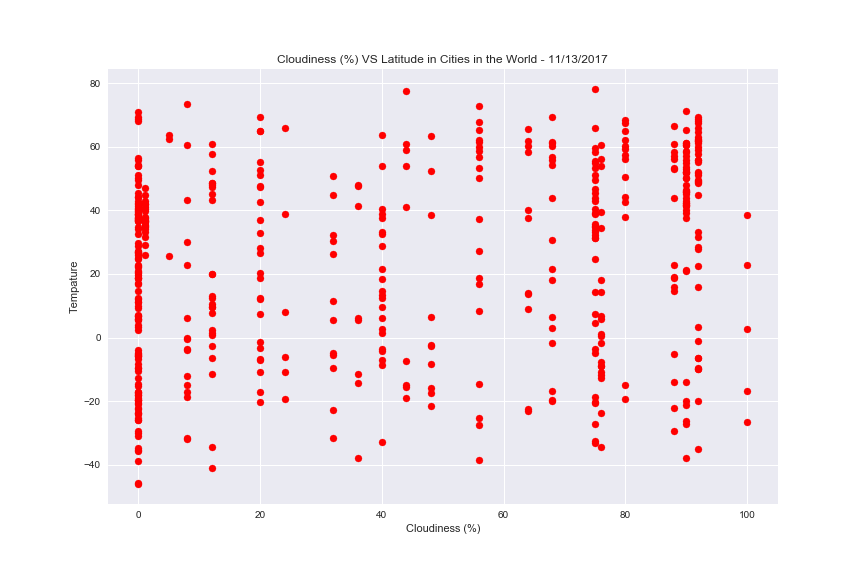 Cloudiness (%) VS Latitude in Cities in the World - 11/13/2017
80
60
40
20
0
−20
−40
Tempature
0 20 40 60 80 100
Cloudiness (%)